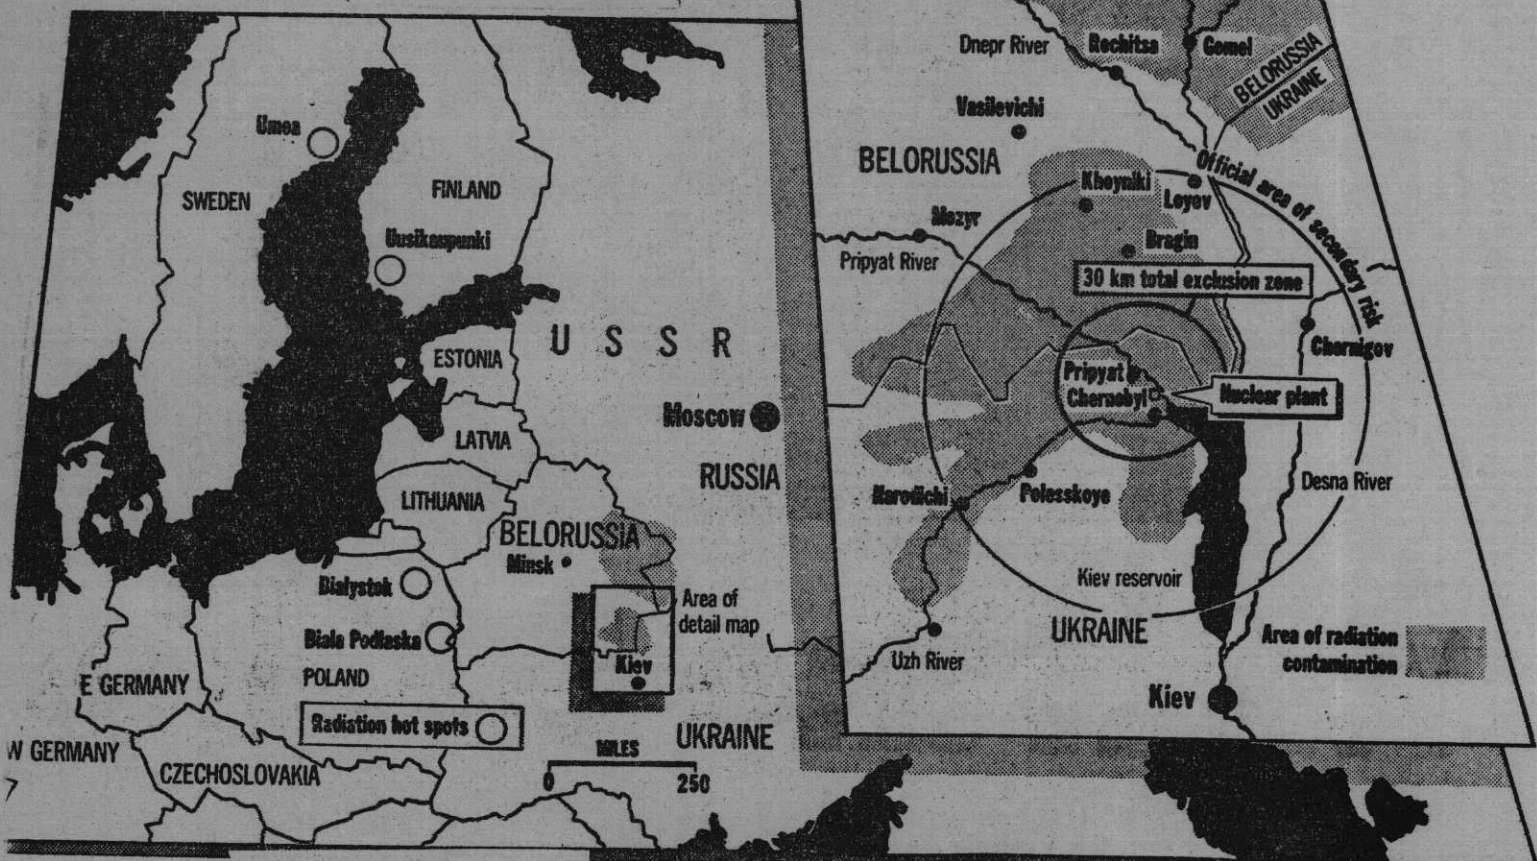 Umea
SWEDEN
FINLAND
Uusikaupunki
U S S R
ESTONIA
Moscow
LATVIA
RUSSIA
LITHUANIA
BELORUSSIA
Minsk
Bialystok
Area of
detail map
Biala Podlaska
Kiev
POLAND
E GERMANY
Radiation hot spots
UKRAINE
W GERMANY
CZECHOSLOVAKIA
MILES
0 250
Dnepr River
Rechitsa
Gomel
BELORUSSIA
UKRAINE
Vasilevichi
BELORUSSIA
Official area of secondary risk
Khoyniki
Loyev
Mozyr
Bragin
Pripyat River
30 km total exclusion zone
Chernigov
Pripyat
Chernobyl
Nuclear plant
Narodichi
Polesskoye
Desna River
Kiev reservoir
UKRAINE
Uzh River
Area of radiation
contamination
Kiev